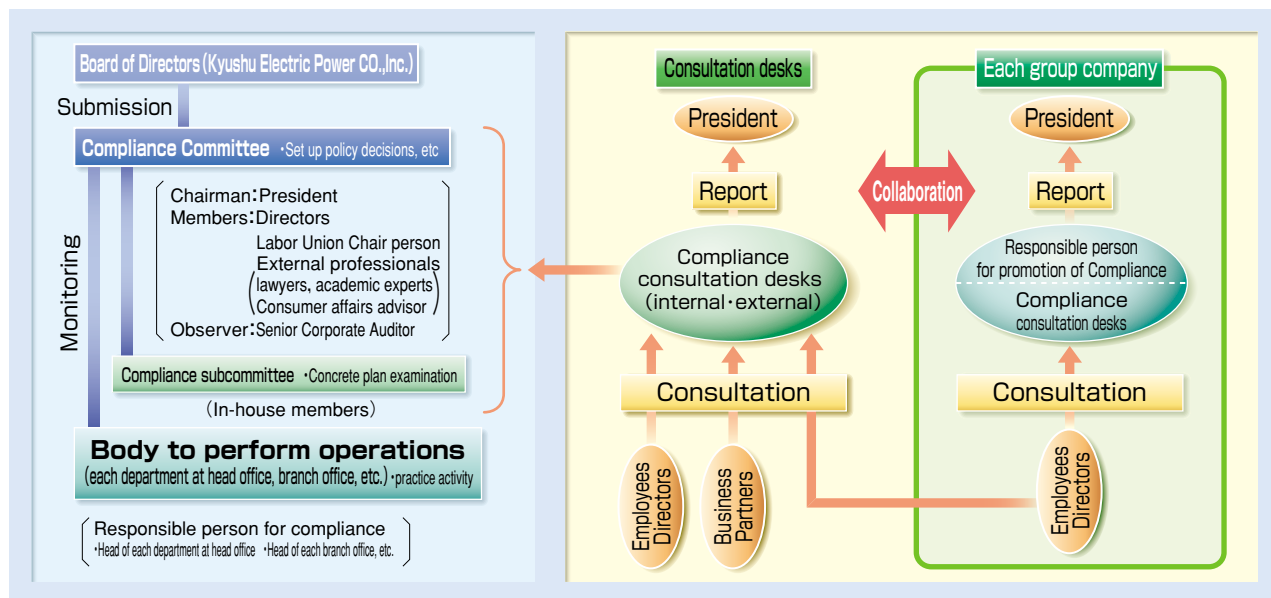 Board of Directors (Kyushu Electric Power CO.,Inc.)
Submission
Compliance Committee ・Set up policy decisions, etc
Chairman:President
Members:Directors
Labor Union Chair person
External professionals
(lawyers, academic experts
Consumer affairs advisor)
Observer:Senior Corporate Auditor
Monitoring
Compliance subcommittee ・Concrete plan examination
(In-house members)
Body to perform operations
(each department at head office, branch office, etc.)・practice activity
Responsible person for compliance
・Head of each department at head office ・Head of each branch office, etc.
Consultation desks
President
Report
Compliance
consultation desks
(internal・external)
Consultation
Employees
Directors
Business
Partners
Collaboration
Each group company
President
Report
Responsible person
for promotion of Compliance
Compliance
consultation desks
Consultation
Employees
Directors